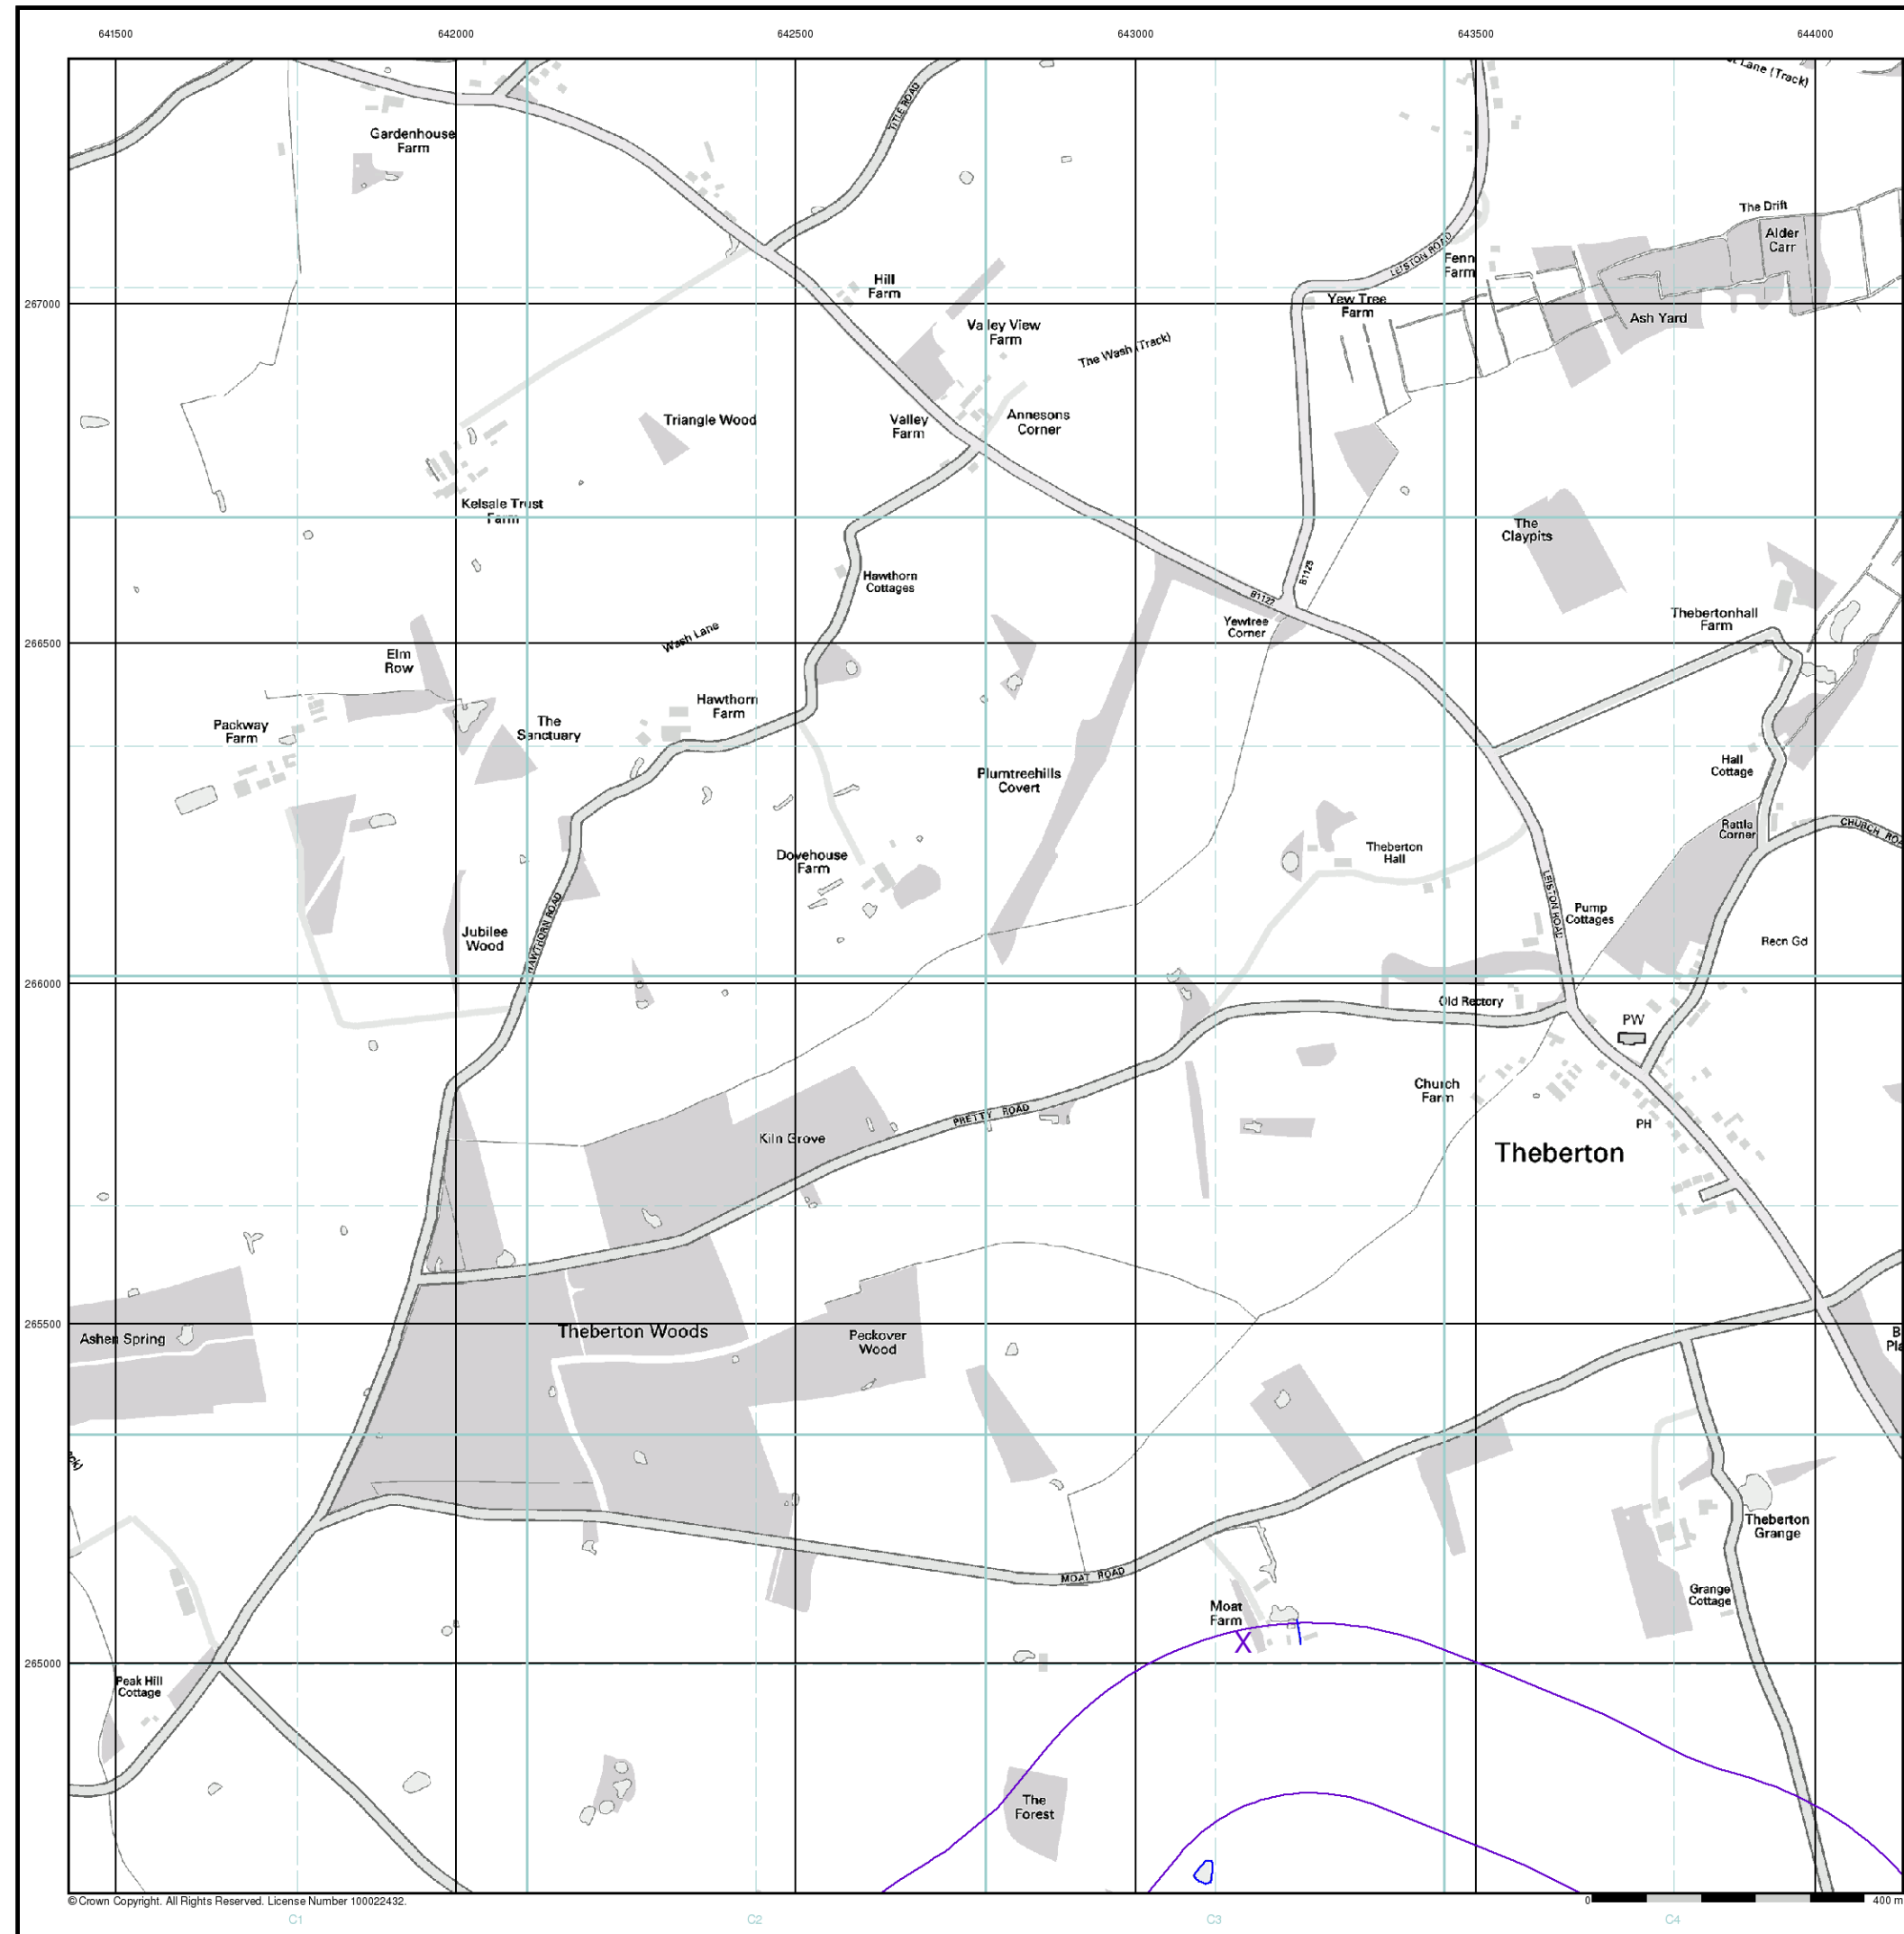 641500 642000 642500 643000 643500 644000
Lane (Track)
TITLE ROAD
Gardenhouse
Farm
The Drift
Alder
Carr
LEISTON ROAD
Fenn
Farm
Hill
Farm
267000
Yew Tree
Farm
Ash Yard
Valley View
Farm
The Wash (Track)
Triangle Wood
Valley
Farm
Annesons
Corner
Kelsale Trust
Farm
The
Claypits
Hawthorn
Cottages
B1125
B1122
Thebertonhall
Farm
Yewtree
Corner
Wash Lane
266500
Elm
Row
Hawthorn
Farm
Packway
Farm
The
Sanctuary
Hall
Cottage
Plumtreehills
Covert
Rattla
Corner
CHURCH ROA
Theberton
Hall
Dovehouse
Farm
LEISTON ROAD
Pump
Cottages
HAWTHORN ROAD
Jubilee
Wood
Recn Gd
266000
Old Rectory
PW
Church
Farm
PRETTY ROAD
PH
Kiln Grove
Theberton
265500
Ashen Spring
Theberton Woods
Peckover
Wood
B
Pla
Theberton
Grange
MOAT ROAD
Grange
Cottage
Moat
Farm
X
265000
Peak Hill
Cottage
The
Forest
© Crown Copyright. All Rights Reserved. License Number 100022432.
0 400 m
C1 C2 C3 C4